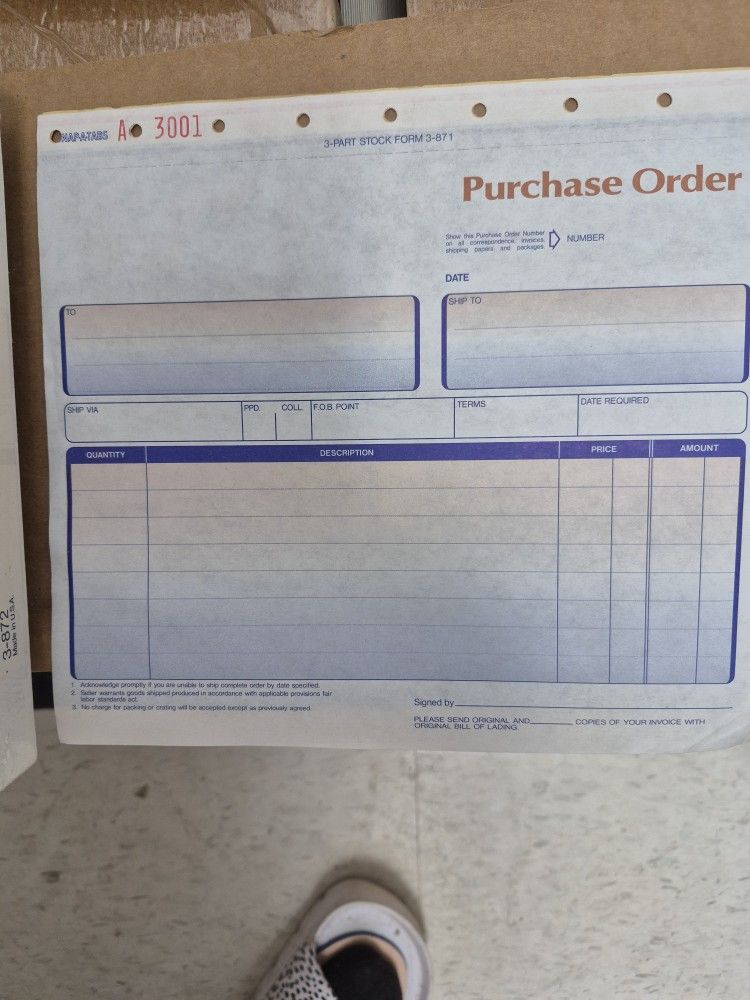 SNAP-A-TABS A 3001
3-PART STOCK FORM 3-871
Purchase Order
Show this Purchase Order Number
on all correspondence, invoices,
shipping papers and packages.
NUMBER
DATE
TO
SHIP TO
SHIP VIA PPD. COLL. F.O.B. POINT TERMS DATE REQUIRED
QUANTITY DESCRIPTION PRICE AMOUNT
1. Acknowledge promptly if you are unable to ship complete order by date specified.
2. Seller warrants goods shipped produced in accordance with applicable provisions fair
labor standards act.
3. No charge for packing or crating will be accepted except as previously agreed.
Signed by
PLEASE SEND ORIGINAL AND COPIES OF YOUR INVOICE WITH
ORIGINAL BILL OF LADING.
3-872
Made in U.S.A.